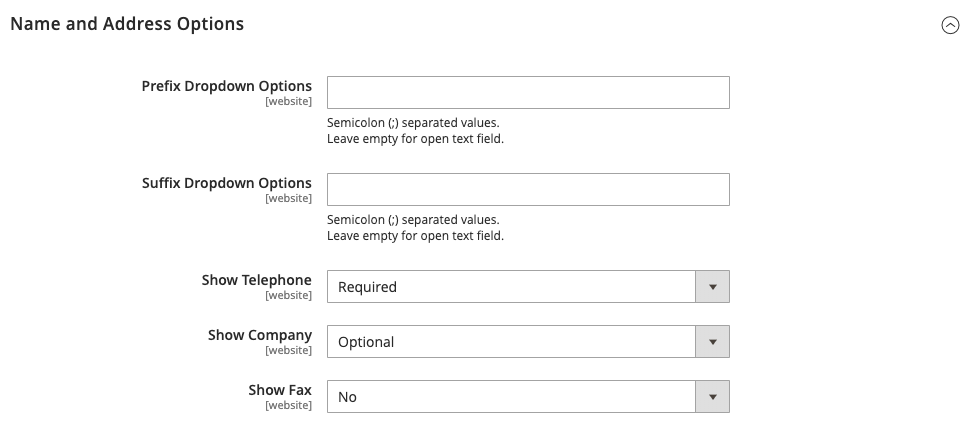 Name and Address Options
Prefix Dropdown Options
[website]
Semicolon (;) separated values.
Leave empty for open text field.
Suffix Dropdown Options
[website]
Semicolon (;) separated values.
Leave empty for open text field.
Show Telephone
[website]
Required
Show Company
[website]
Optional
Show Fax
[website]
No